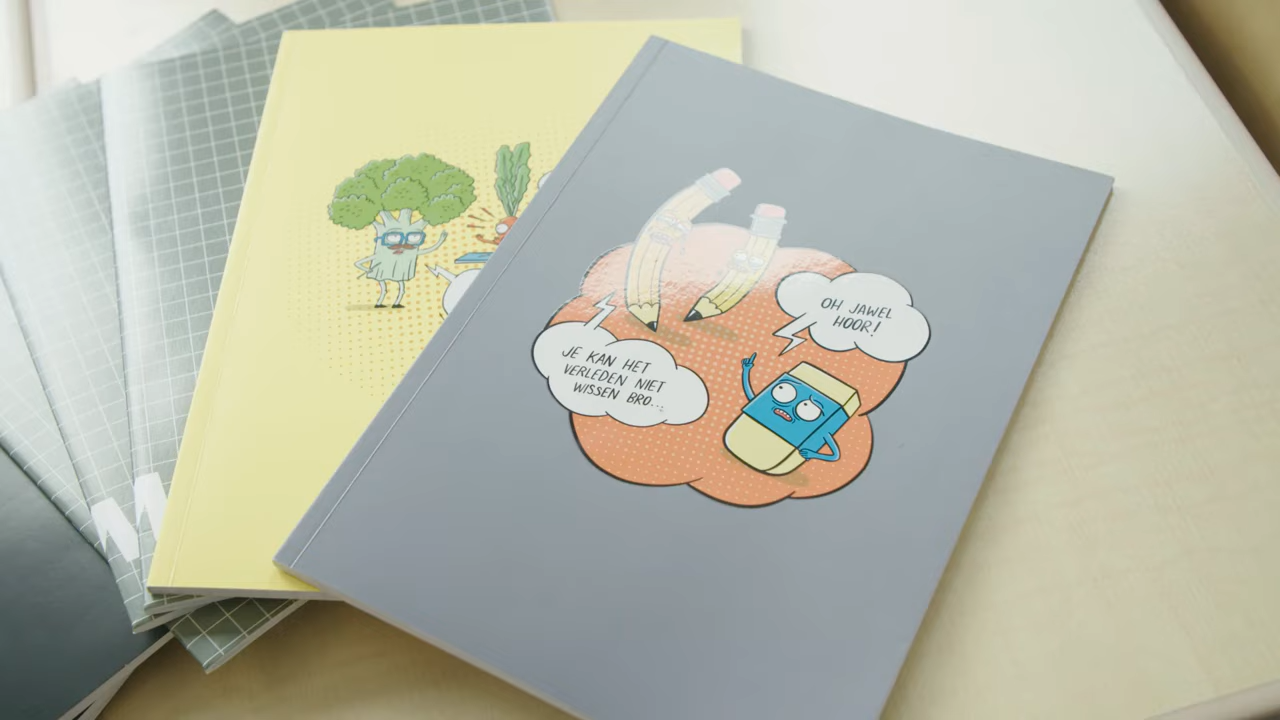 OH JAWEL
HOOR!
JE KAN HET
VERLEDEN NIET
WISSEN BRO...